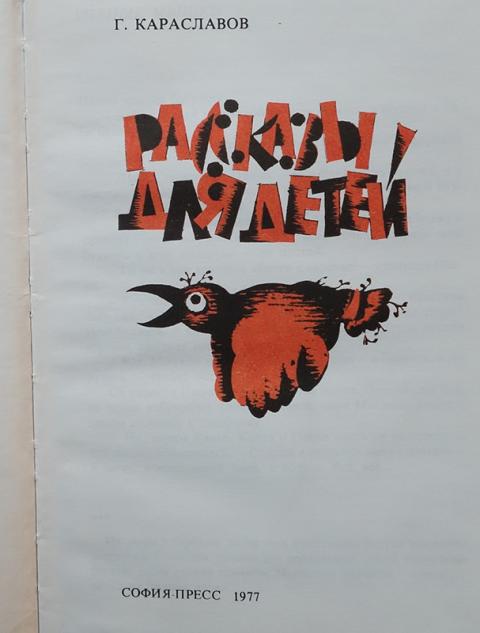 Г. КАРАСЛАВОВ
РАССКАЗЫ
ДЛЯ ДЕТЕЙ
СОФИЯ-ПРЕСС 1977